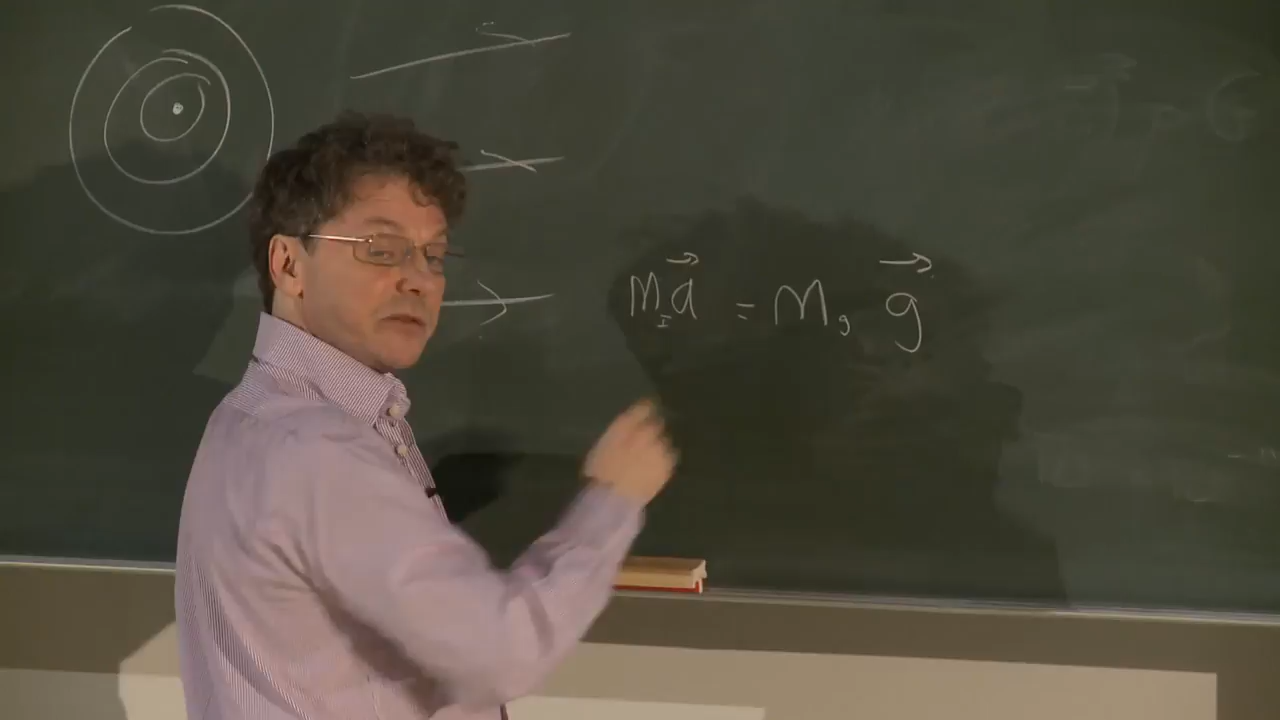 m_I a⃗ = m_g g⃗